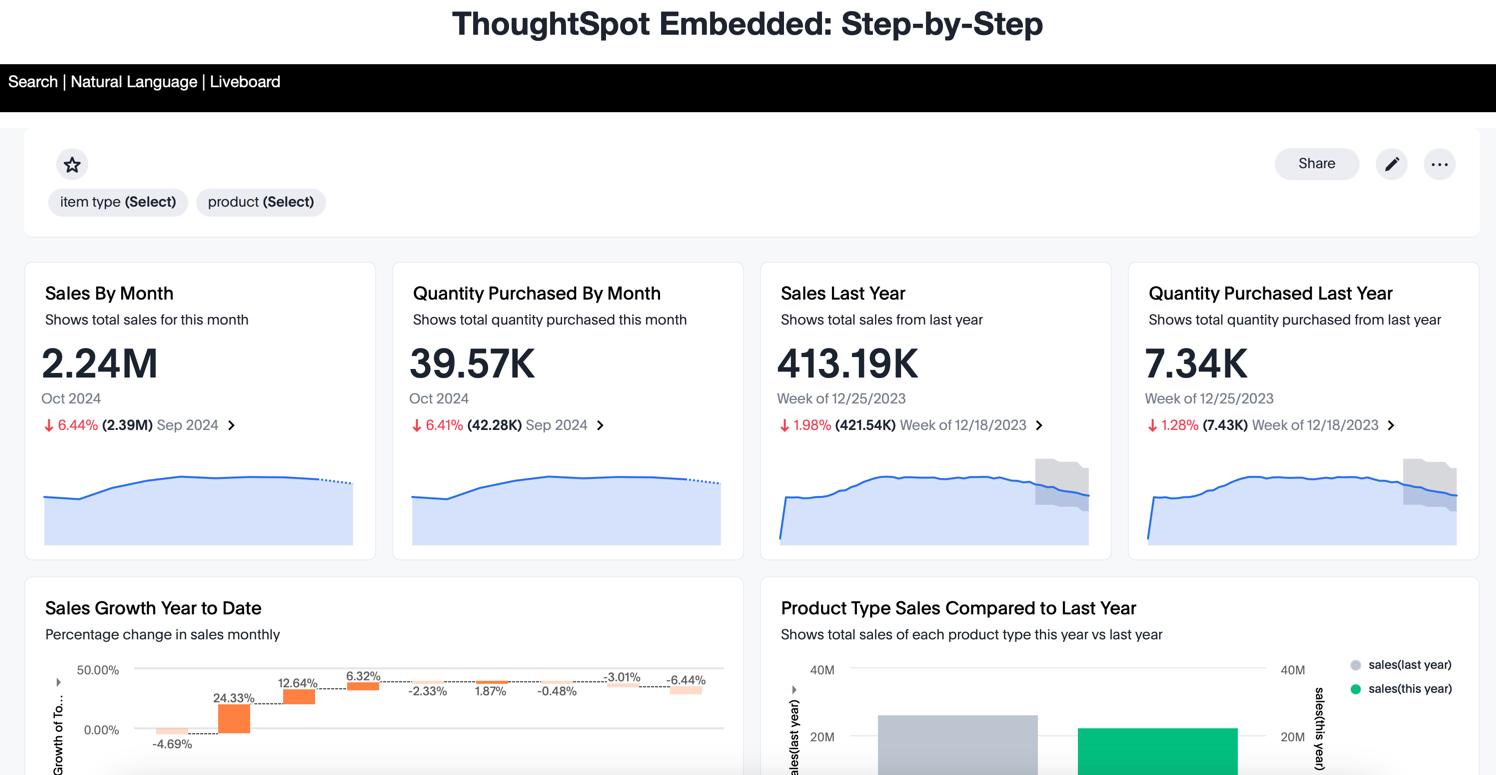 ThoughtSpot Embedded: Step-by-Step
Search | Natural Language | Liveboard
Share
item type (Select) product (Select)
Sales By Month
Shows total sales for this month
2.24M
Oct 2024
6.44% (2.39M) Sep 2024
Quantity Purchased By Month
Shows total quantity purchased this month
39.57K
Oct 2024
6.41% (42.28K) Sep 2024
Sales Last Year
Shows total sales from last year
413.19K
Week of 12/25/2023
1.98% (421.54K) Week of 12/18/2023
Quantity Purchased Last Year
Shows total quantity purchased from last year
7.34K
Week of 12/25/2023
1.28% (7.43K) Week of 12/18/2023
Sales Growth Year to Date
Percentage change in sales monthly
Growth of To...
50.00%
0.00%
-4.69%
24.33%
12.64%
6.32%
-2.33%
1.87%
-0.48%
-3.01%
-6.44%
Product Type Sales Compared to Last Year
Shows total sales of each product type this year vs last year
ales(last year)
40M
20M
40M
20M
sales(this year)
sales(last year)
sales(this year)